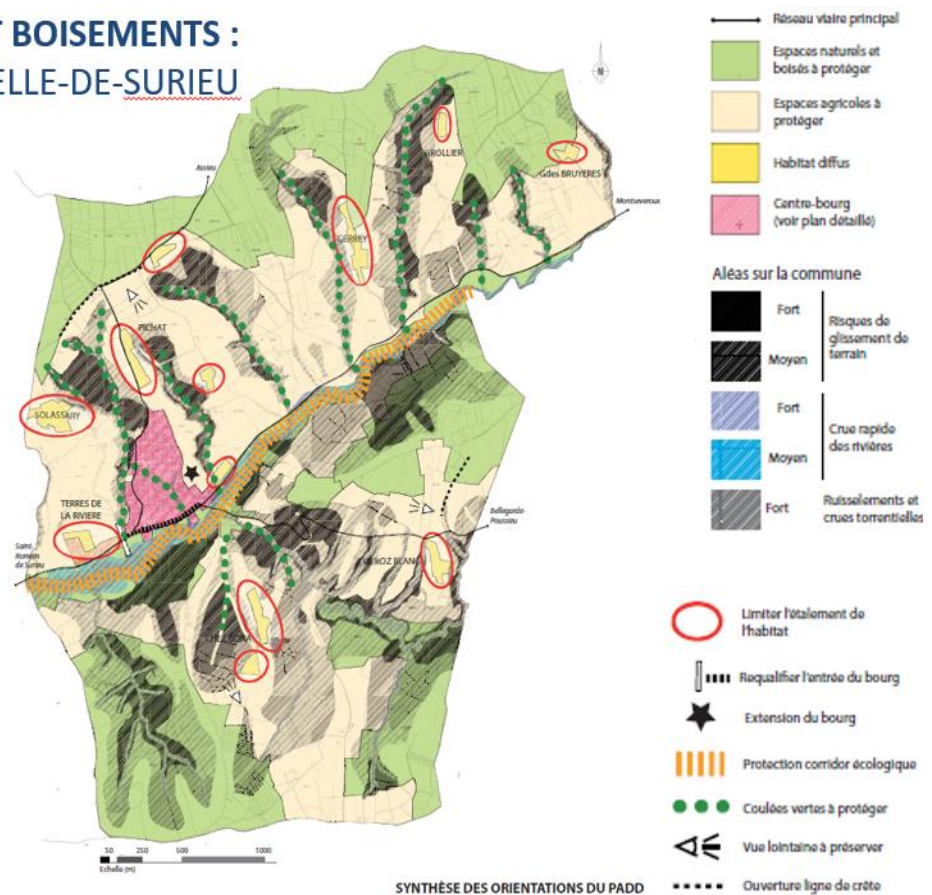 T BOISEMENTS :
ELLE-DE-SURIEU
N
Assieu
GROLLIER
Gdes BRUYERES
Montseveroux
GERBEY
PICHAT
SOLASSARY
TERRES DE
LA RIVIERE
Saint
Romain
de Surieu
Bellegarde-
Poussieu
ROZ BLANC
50 250 500 1000
Echelle (m)
SYNTHÈSE DES ORIENTATIONS DU PADD
Réseau viaire principal
Espaces naturels et
boisés à protéger
Espaces agricoles à
protéger
Habitat diffus
Centre-bourg
(voir plan détaillé)
Aléas sur la commune
Fort
Moyen
Risques de
glissement de
terrain
Fort
Moyen
Crue rapide
des rivières
Fort
Ruisselements et
crues torrentielles
Limiter l'étalement de
l'habitat
Requalifier l'entrée du bourg
Extension du bourg
Protection corridor écologique
Coulées vertes à protéger
Vue lointaine à préserver
Ouverture ligne de crête